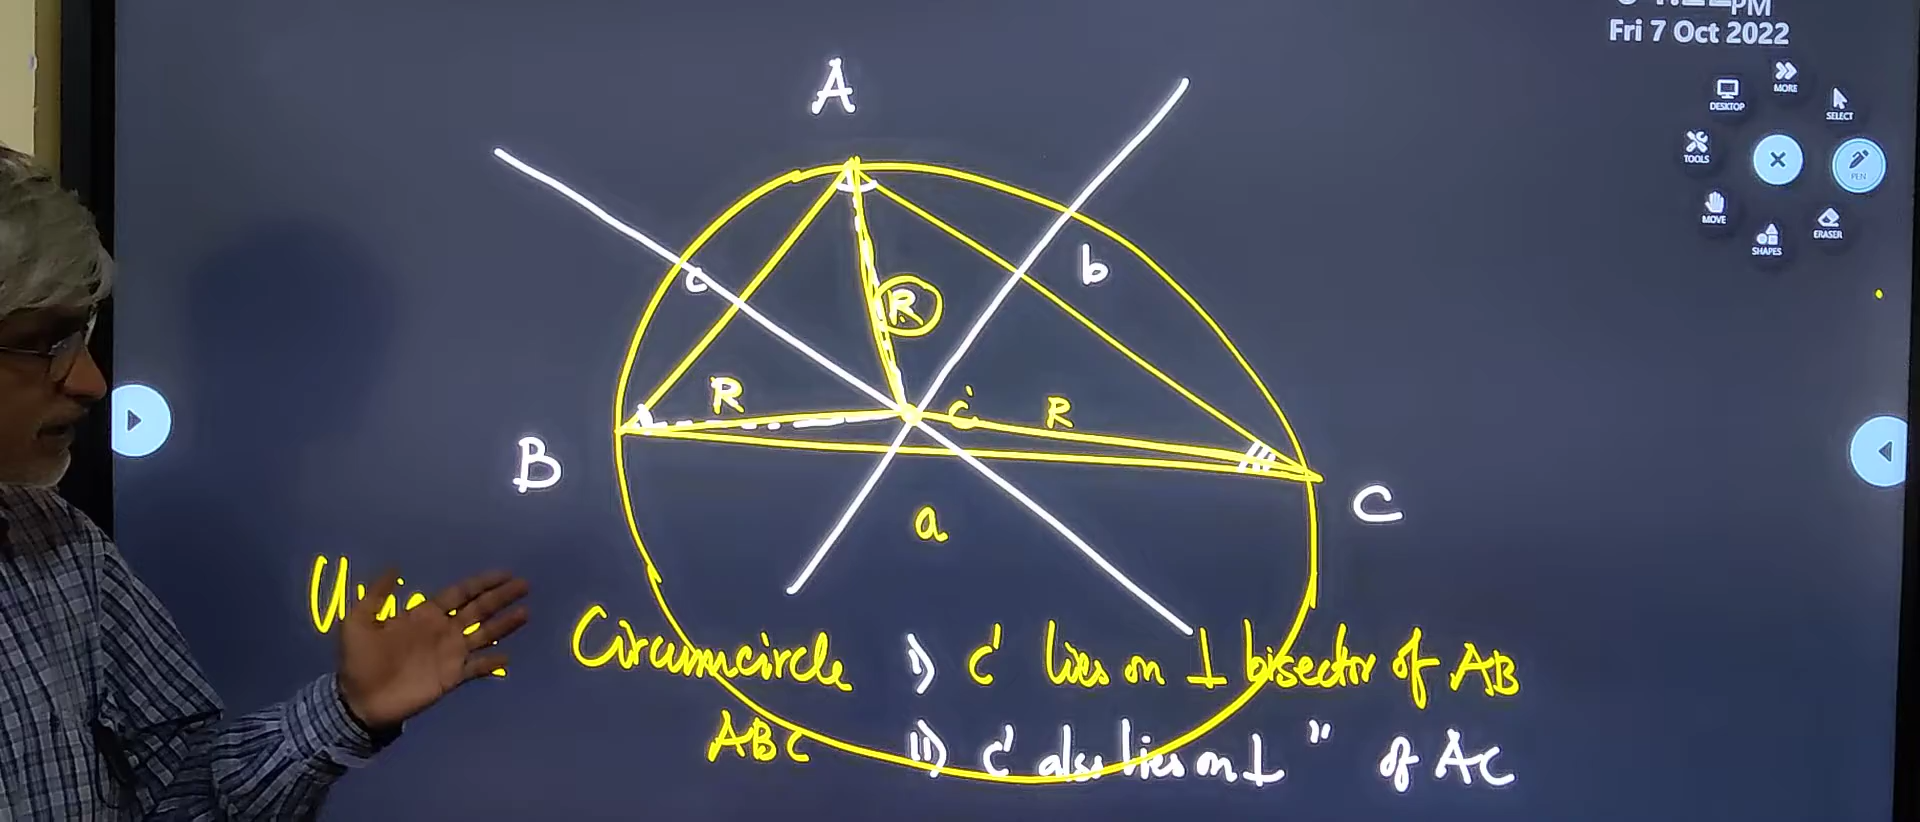 PM
Fri 7 Oct 2022
MORE
DESKTOP
SELECT
TOOLS
PEN
MOVE
ERASER
SHAPES
A
c
b
R
R
c'
R
B
C
a
Circumcircle i) c' lies on ⊥ bisector of AB
ABC ii) c' also lies on ⊥ " of AC